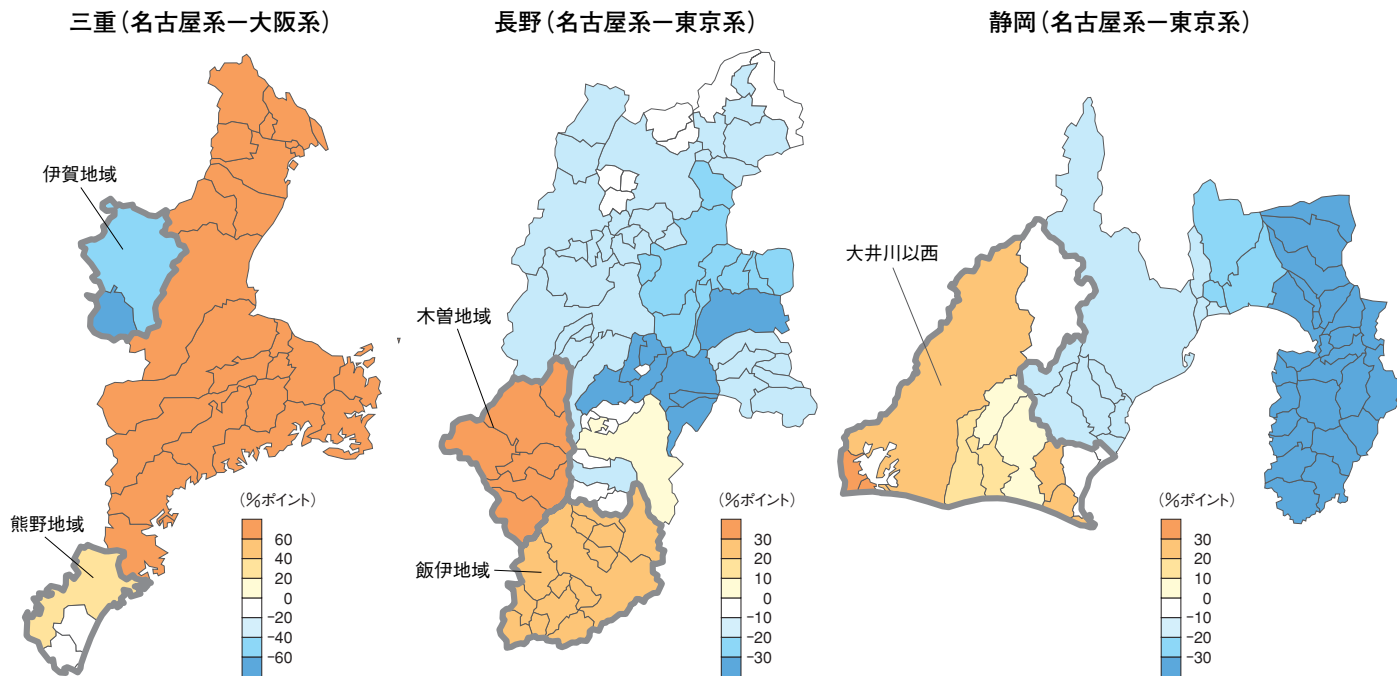 三重（名古屋系ー大阪系）
伊賀地域
熊野地域
（％ポイント）
60
40
20
0
-20
-40
-60
長野（名古屋系ー東京系）
木曽地域
飯伊地域
（％ポイント）
30
20
10
0
-10
-20
-30
静岡（名古屋系ー東京系）
大井川以西
（％ポイント）
30
20
10
0
-10
-20
-30